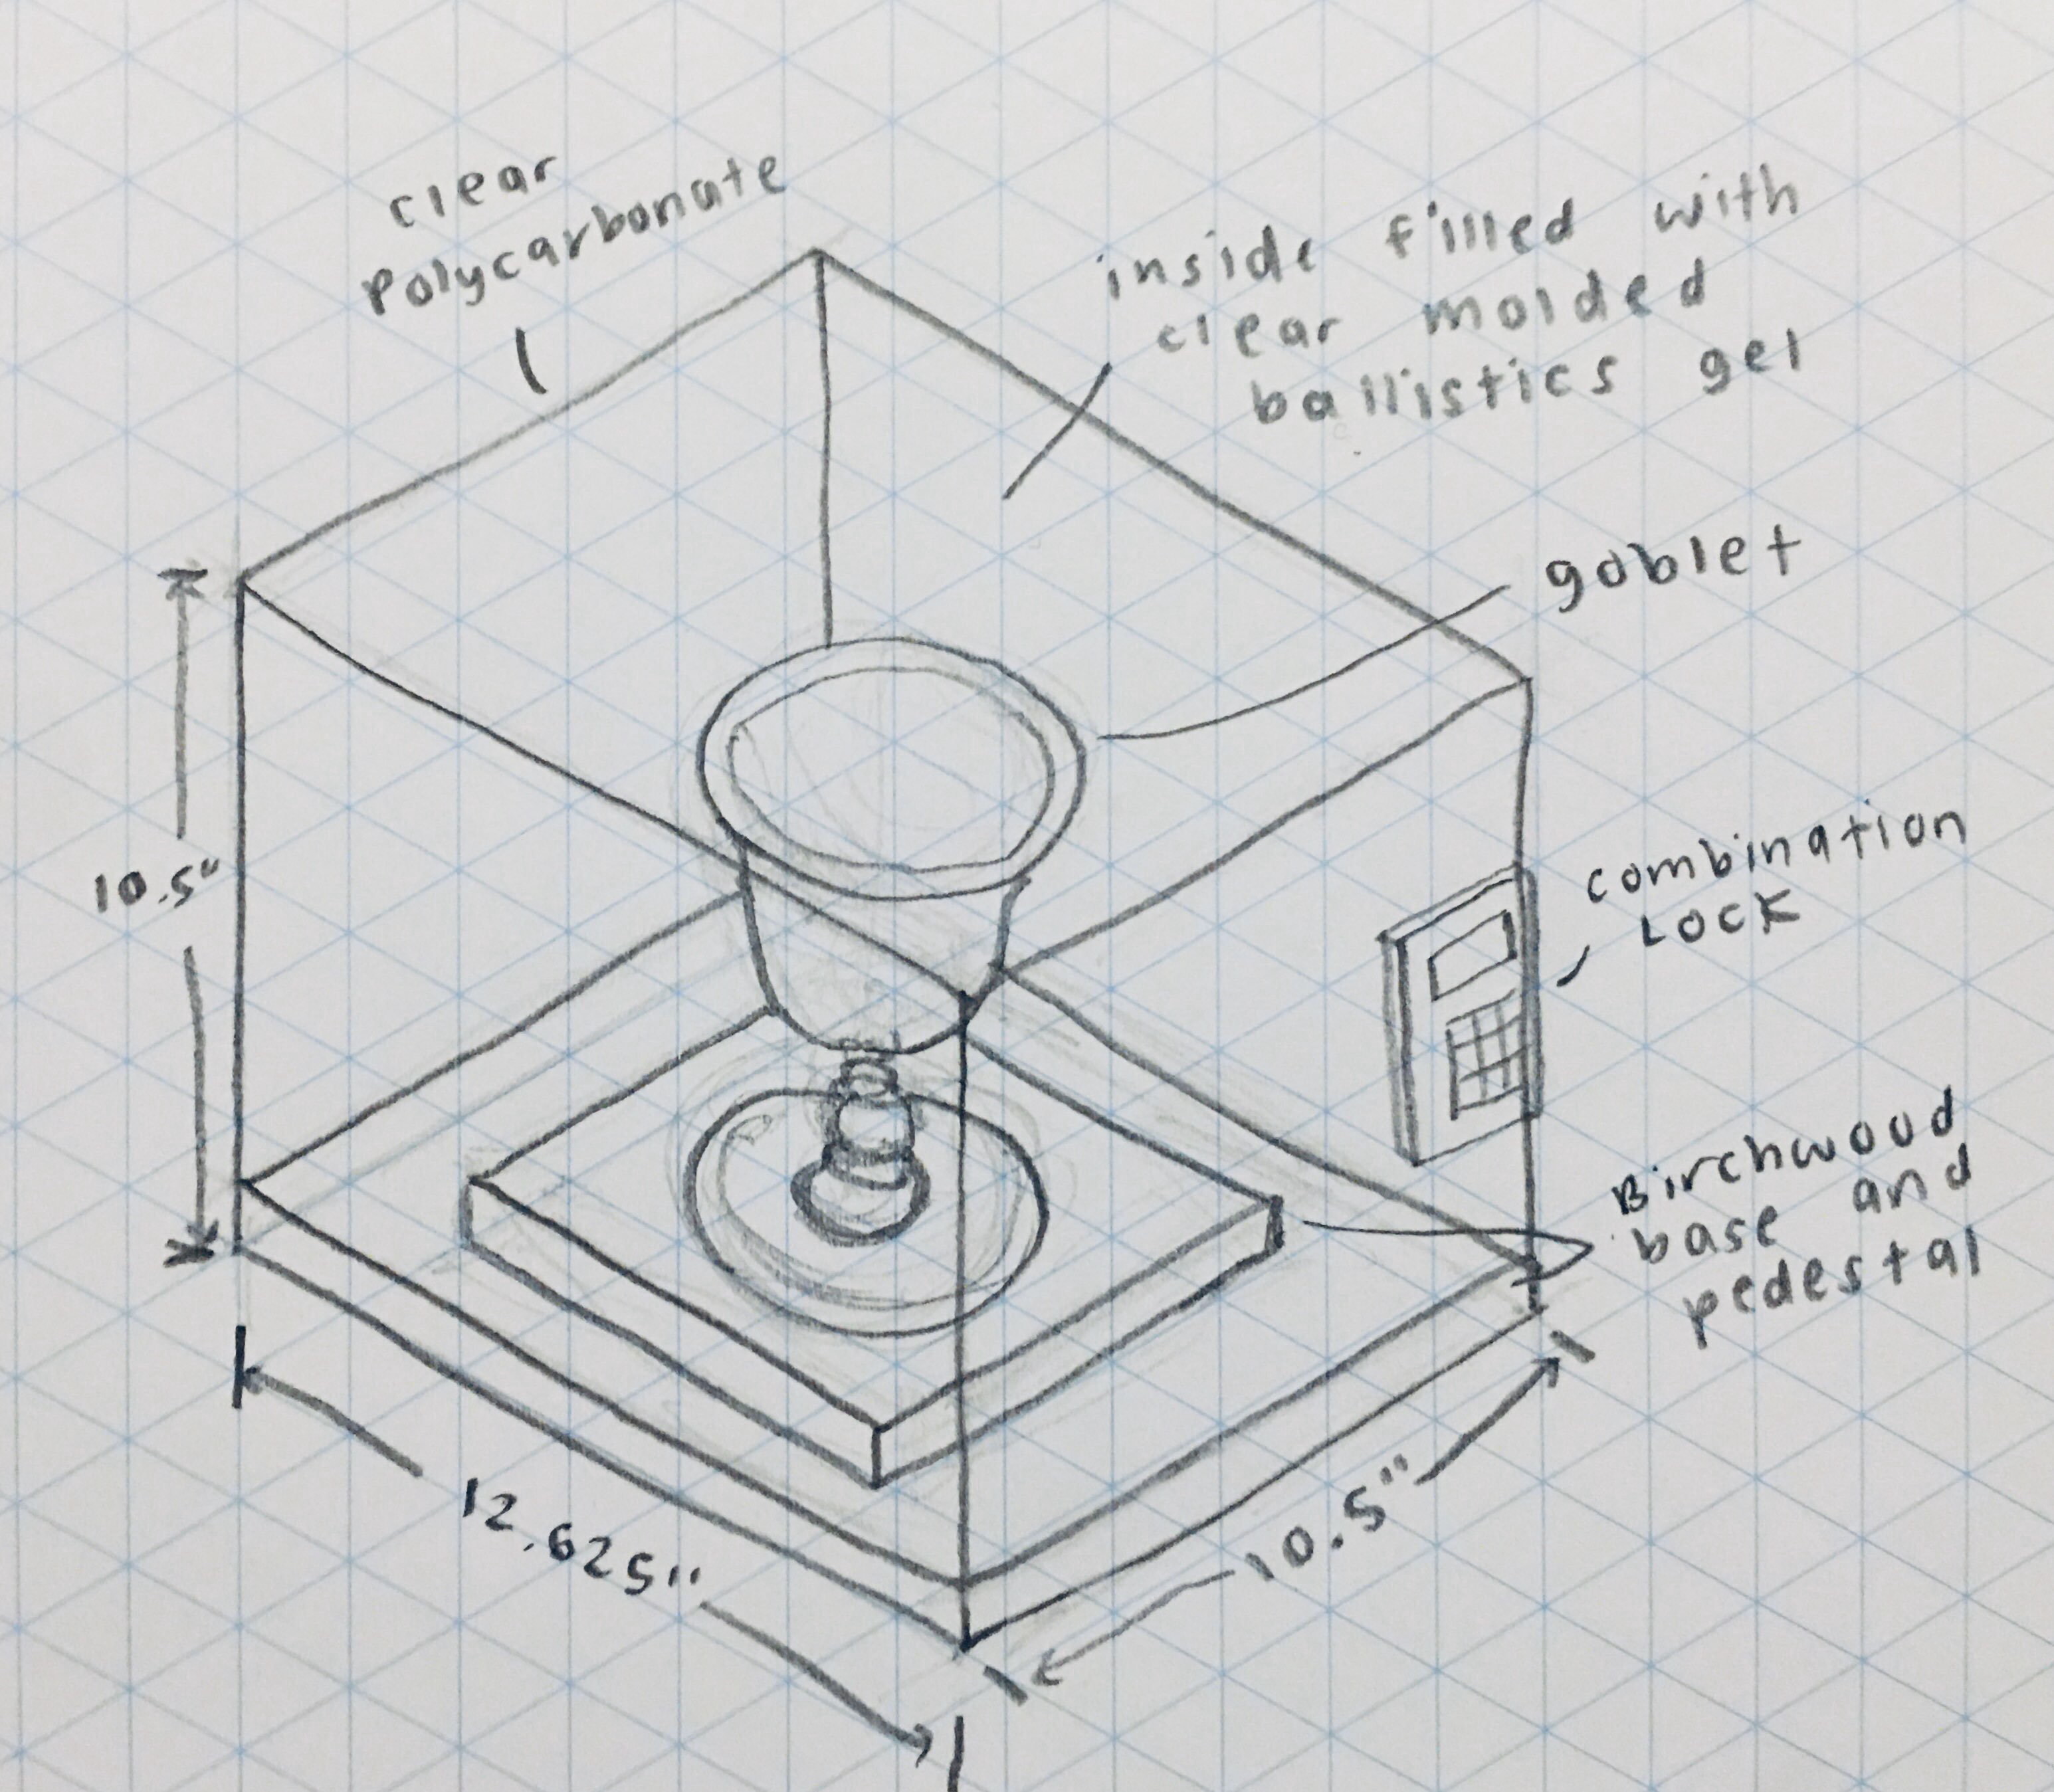 clear
polycarbonate
inside filled with
clear molded
ballistics gel
goblet
10.5"
combination
LOCK
Birchwood
base and
pedestal
12.625"
10.5"